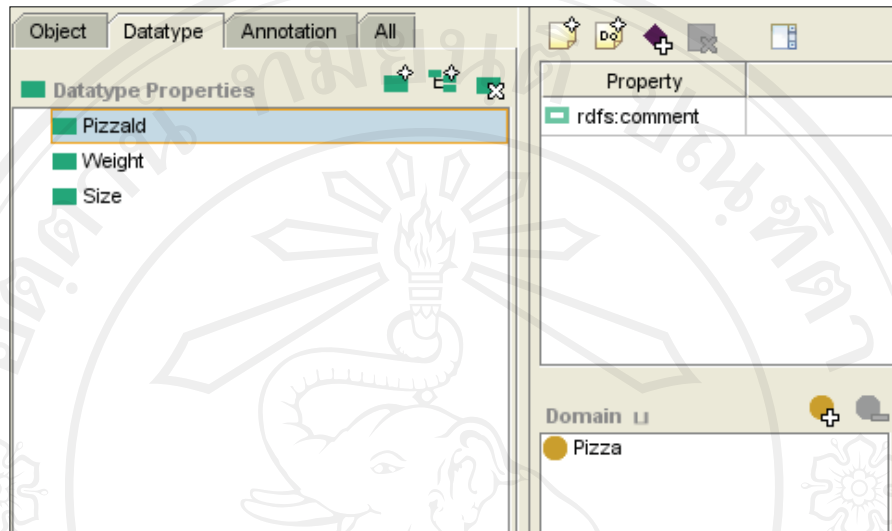 Object Datatype Annotation All
Datatype Properties
PizzaId
Weight
Size
Property
rdfs:comment
Domain ⊔
Pizza